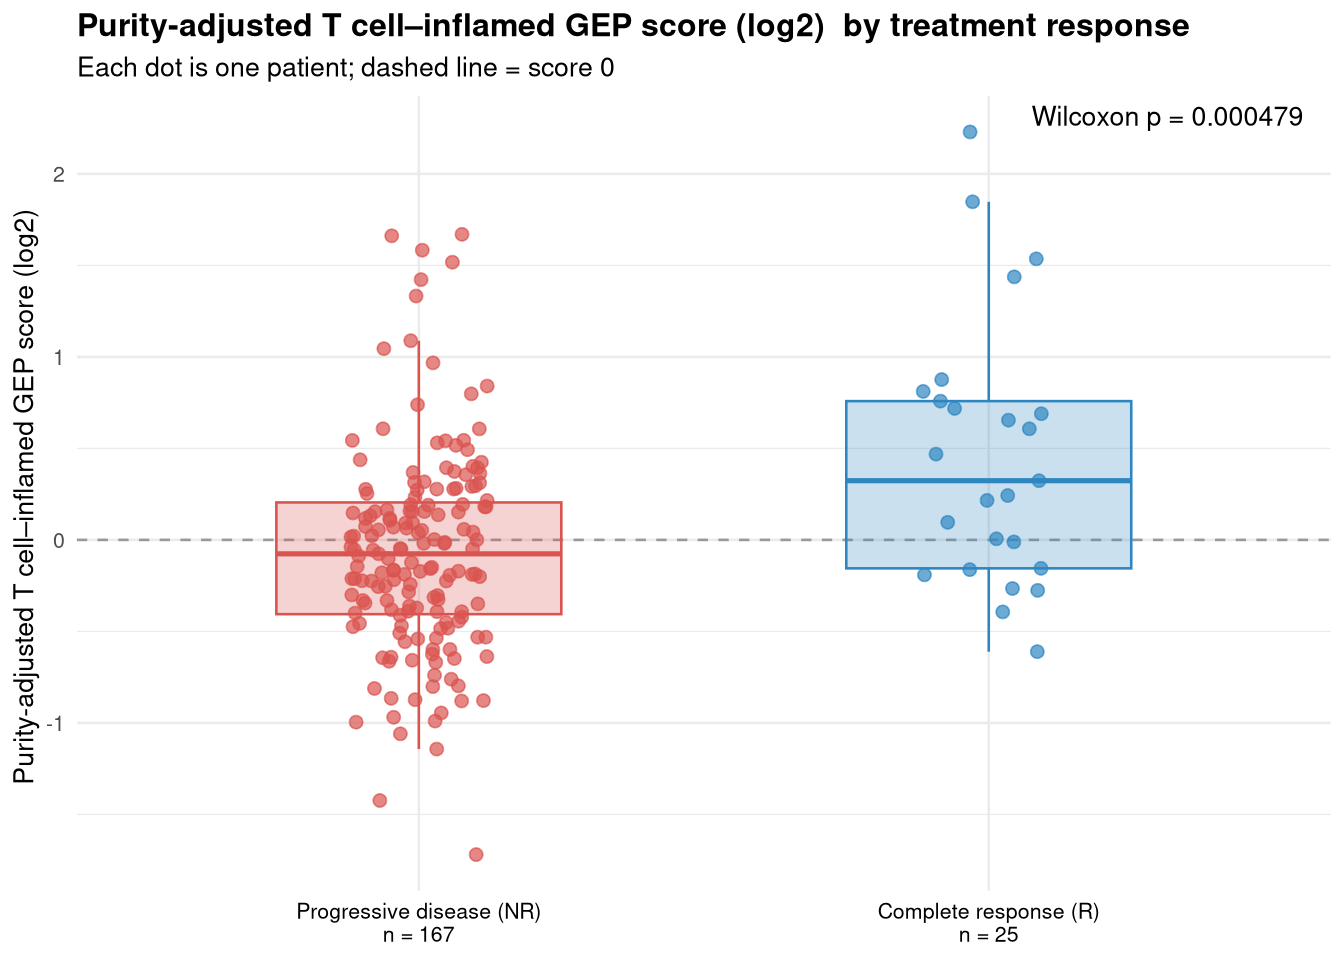 Purity-adjusted T cell–inflamed GEP score (log2)  by treatment response
Each dot is one patient; dashed line = score 0
Wilcoxon p = 0.000479
Purity-adjusted T cell–inflamed GEP score (log2)
2
1
0
-1
Progressive disease (NR)
n = 167
Complete response (R)
n = 25